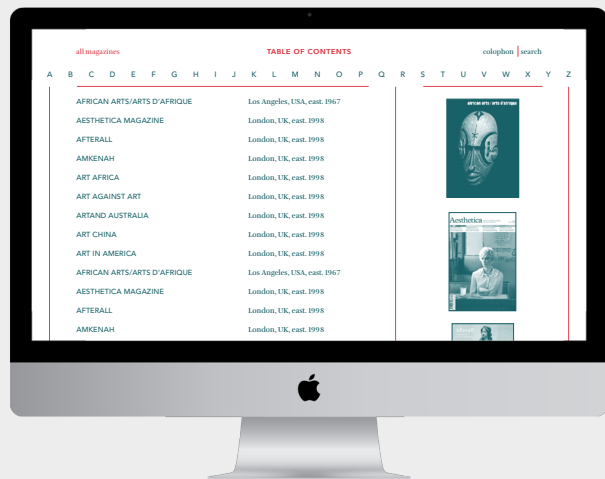 all magazines TABLE OF CONTENTS colophon search
A B C D E F G H I J K L M N O P Q R S T U V W X Y Z
AFRICAN ARTS/ARTS D'AFRIQUE Los Angeles, USA, east. 1967
AESTHETICA MAGAZINE London, UK, east. 1998
AFTERALL London, UK, east. 1998
AMKENAH London, UK, east. 1998
ART AFRICA London, UK, east. 1998
ART AGAINST ART London, UK, east. 1998
ARTAND AUSTRALIA London, UK, east. 1998
ART CHINA London, UK, east. 1998
ART IN AMERICA London, UK, east. 1998
AFRICAN ARTS/ARTS D'AFRIQUE Los Angeles, USA, east. 1967
AESTHETICA MAGAZINE London, UK, east. 1998
AFTERALL London, UK, east. 1998
AMKENAH London, UK, east. 1998
african arts/arts d'afrique
Aesthetica